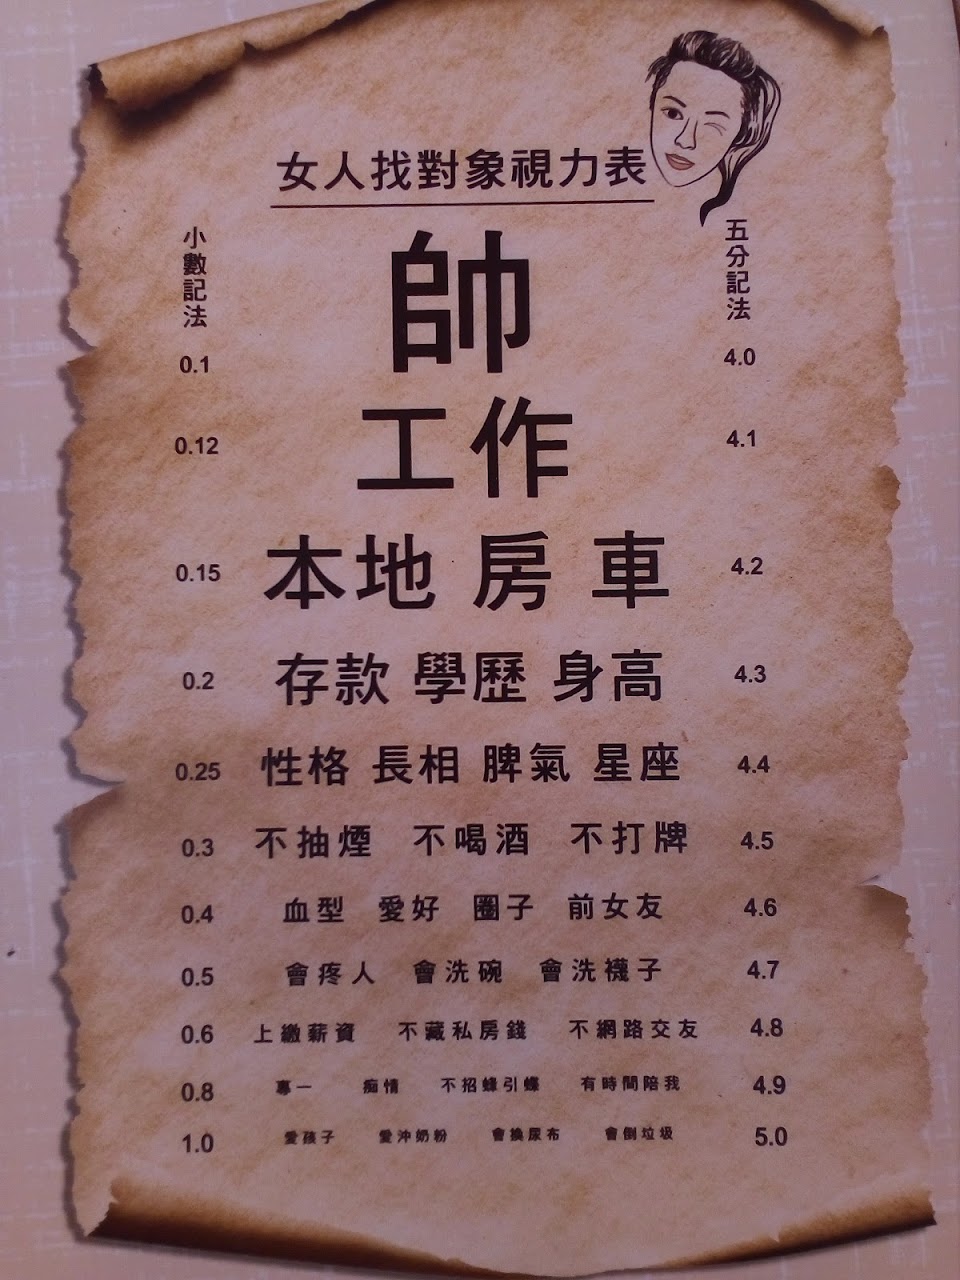 女人找對象視力表
小數記法
五分記法
帥
0.1 4.0
0.12 工作 4.1
0.15 本地 房 車 4.2
0.2 存款 學歷 身高 4.3
0.25 性格 長相 脾氣 星座 4.4
0.3 不抽煙 不喝酒 不打牌 4.5
0.4 血型 愛好 圈子 前女友 4.6
0.5 會疼人 會洗碗 會洗襪子 4.7
0.6 上繳薪資 不藏私房錢 不網路交友 4.8
0.8 專一 痴情 不招蜂引蝶 有時間陪我 4.9
1.0 愛孩子 愛沖奶粉 會換尿布 會倒垃圾 5.0